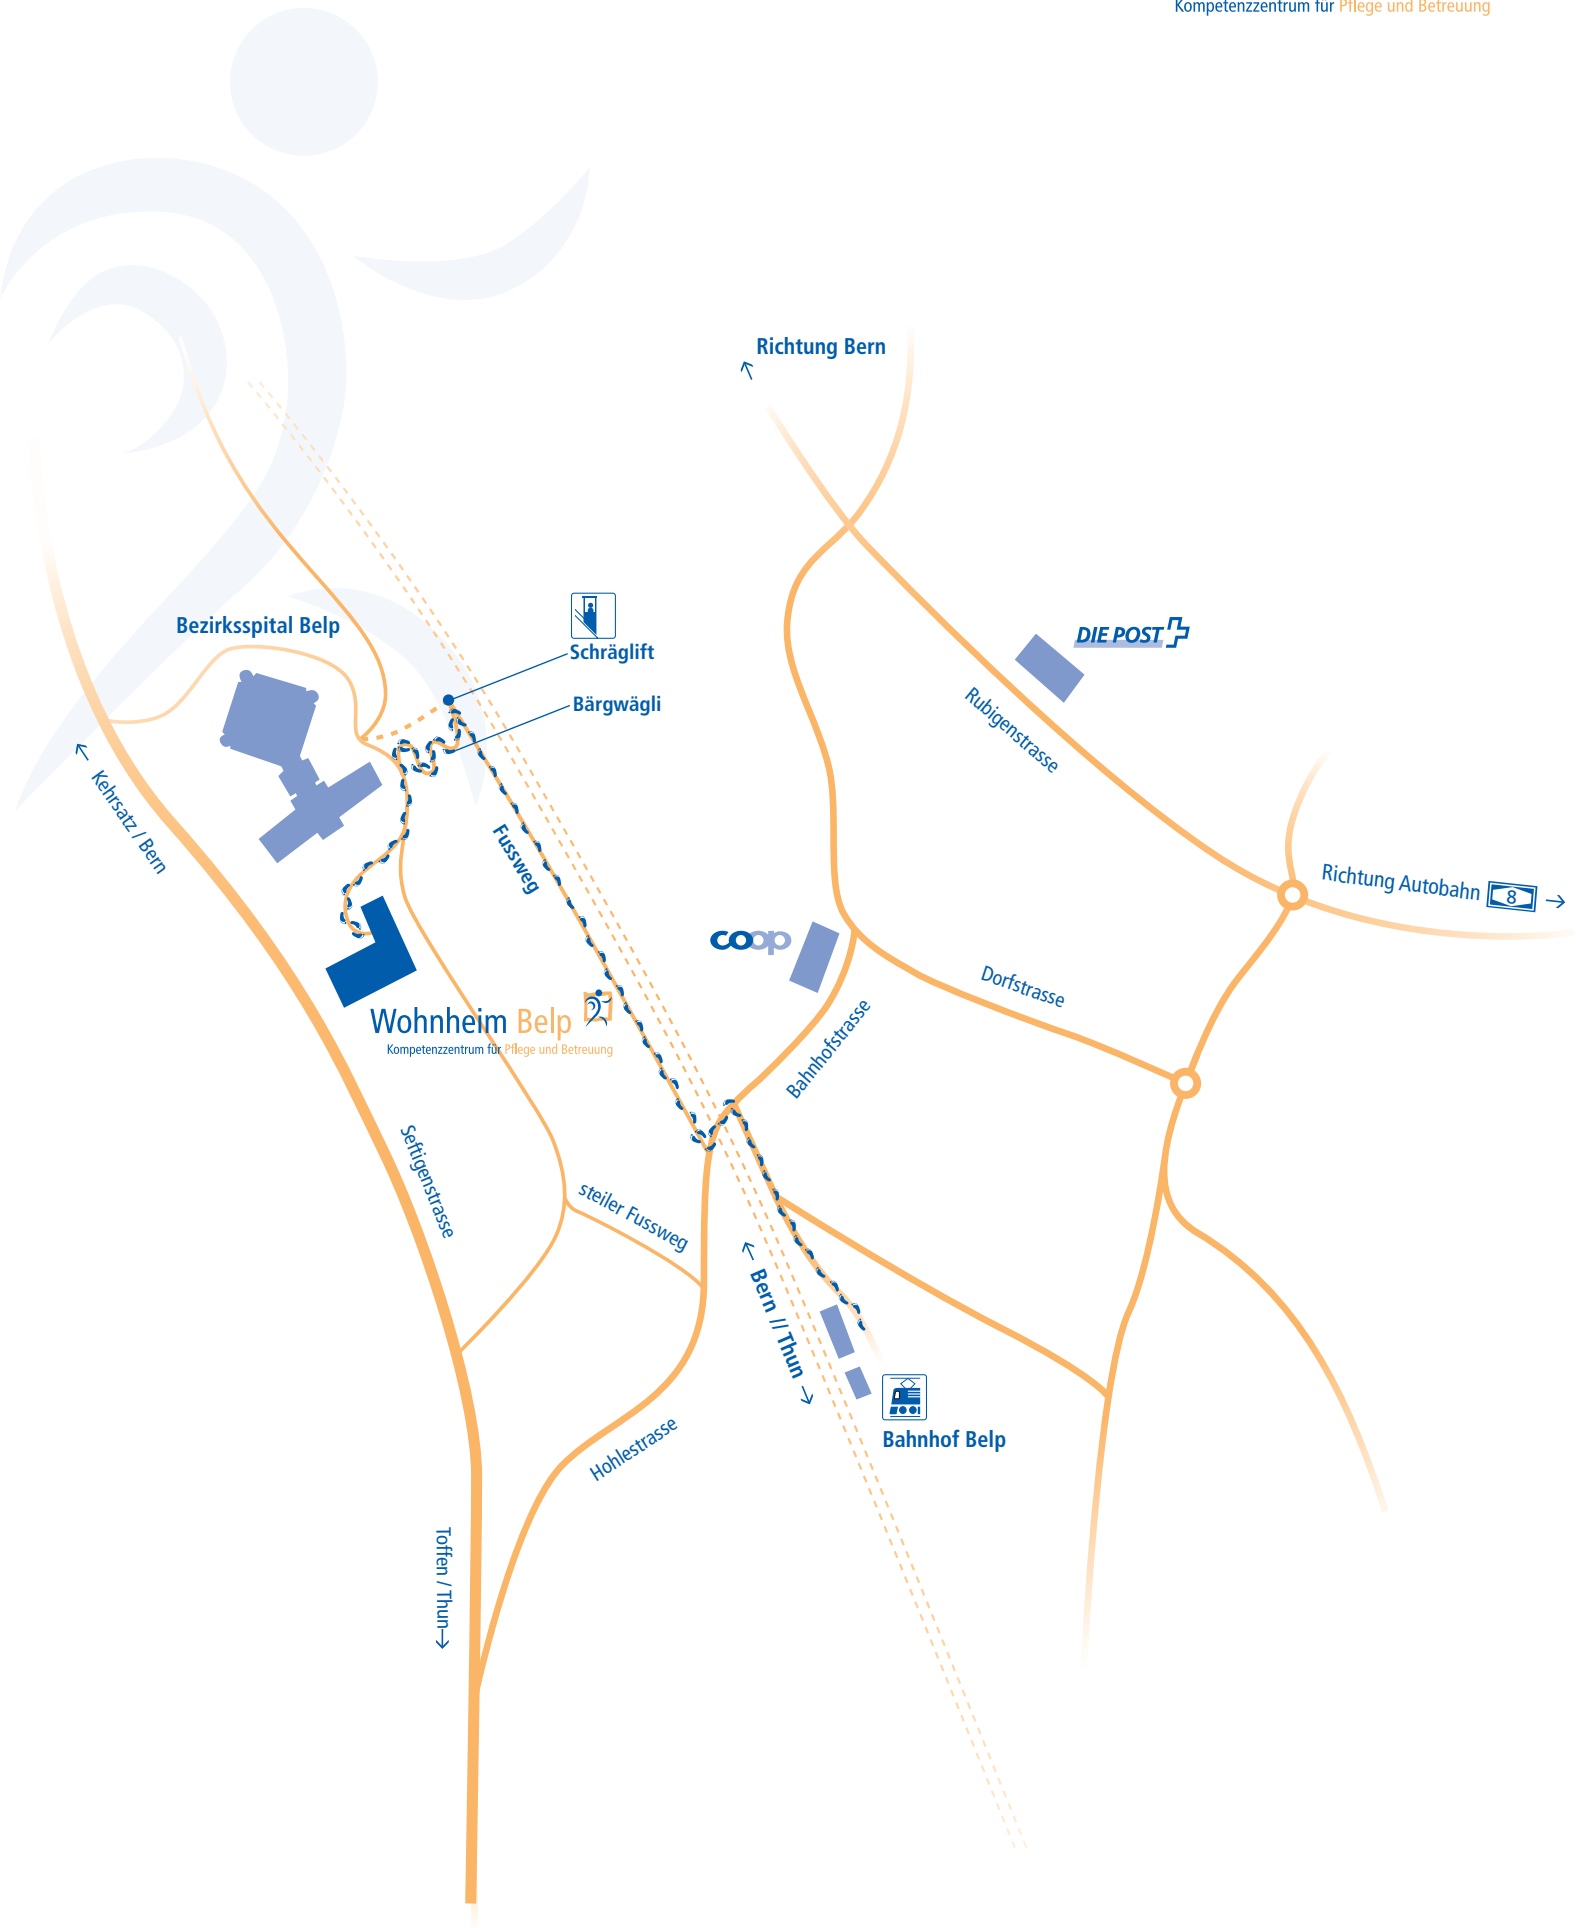 Kompetenzzentrum für Pflege und Betreuung
Richtung Bern
Bezirksspital Belp
Schräglift
DIE POST
Bärgwägli
Rubigenstrasse
Kehrsatz / Bern
Fussweg
Richtung Autobahn 8
coop
Dorfstrasse
Wohnheim Belp
Kompetenzzentrum für Pflege und Betreuung
Bahnhofstrasse
Seftigenstrasse
steiler Fussweg
Bern // Thun
Bahnhof Belp
Hohlestrasse
Toffen / Thun